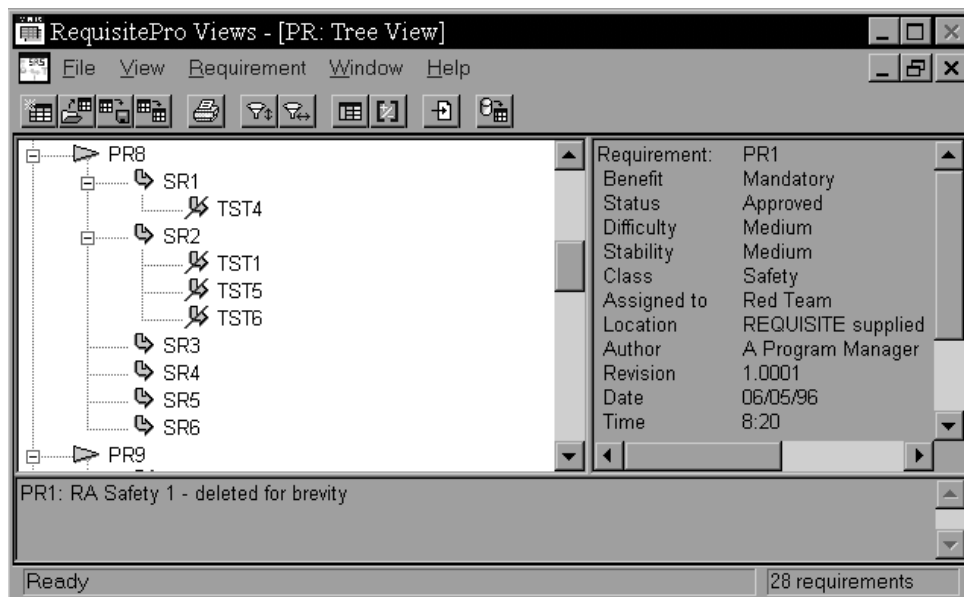 RequisitePro Views - [PR: Tree View]
File View Requirement Window Help
PR8
SR1
TST4
SR2
TST1
TST5
TST6
SR3
SR4
SR5
SR6
PR9
Requirement: PR1
Benefit Mandatory
Status Approved
Difficulty Medium
Stability Medium
Class Safety
Assigned to Red Team
Location REQUISITE supplied
Author A Program Manager
Revision 1.0001
Date 06/05/96
Time 8:20
PR1: RA Safety 1 - deleted for brevity
Ready 28 requirements